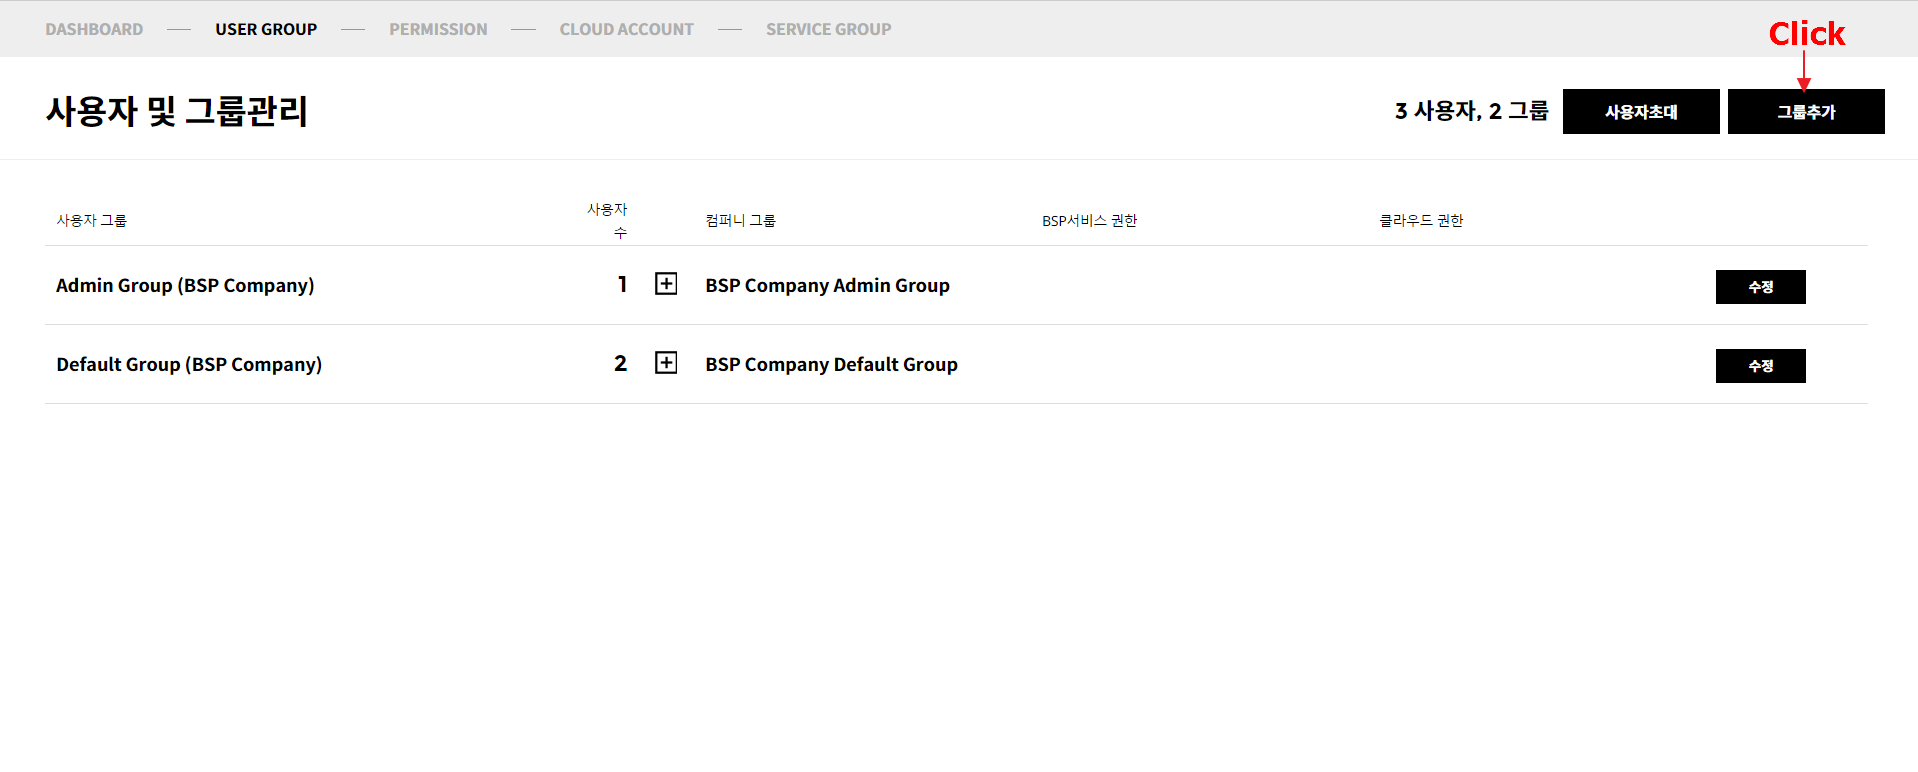 DASHBOARD — USER GROUP — PERMISSION — CLOUD ACCOUNT — SERVICE GROUP
Click
사용자 및 그룹관리
3 사용자, 2 그룹
사용자초대
그룹추가
사용자 그룹
사용자
수
컴퍼니 그룹
BSP서비스 권한
클라우드 권한
Admin Group (BSP Company)
1
BSP Company Admin Group
수정
Default Group (BSP Company)
2
BSP Company Default Group
수정